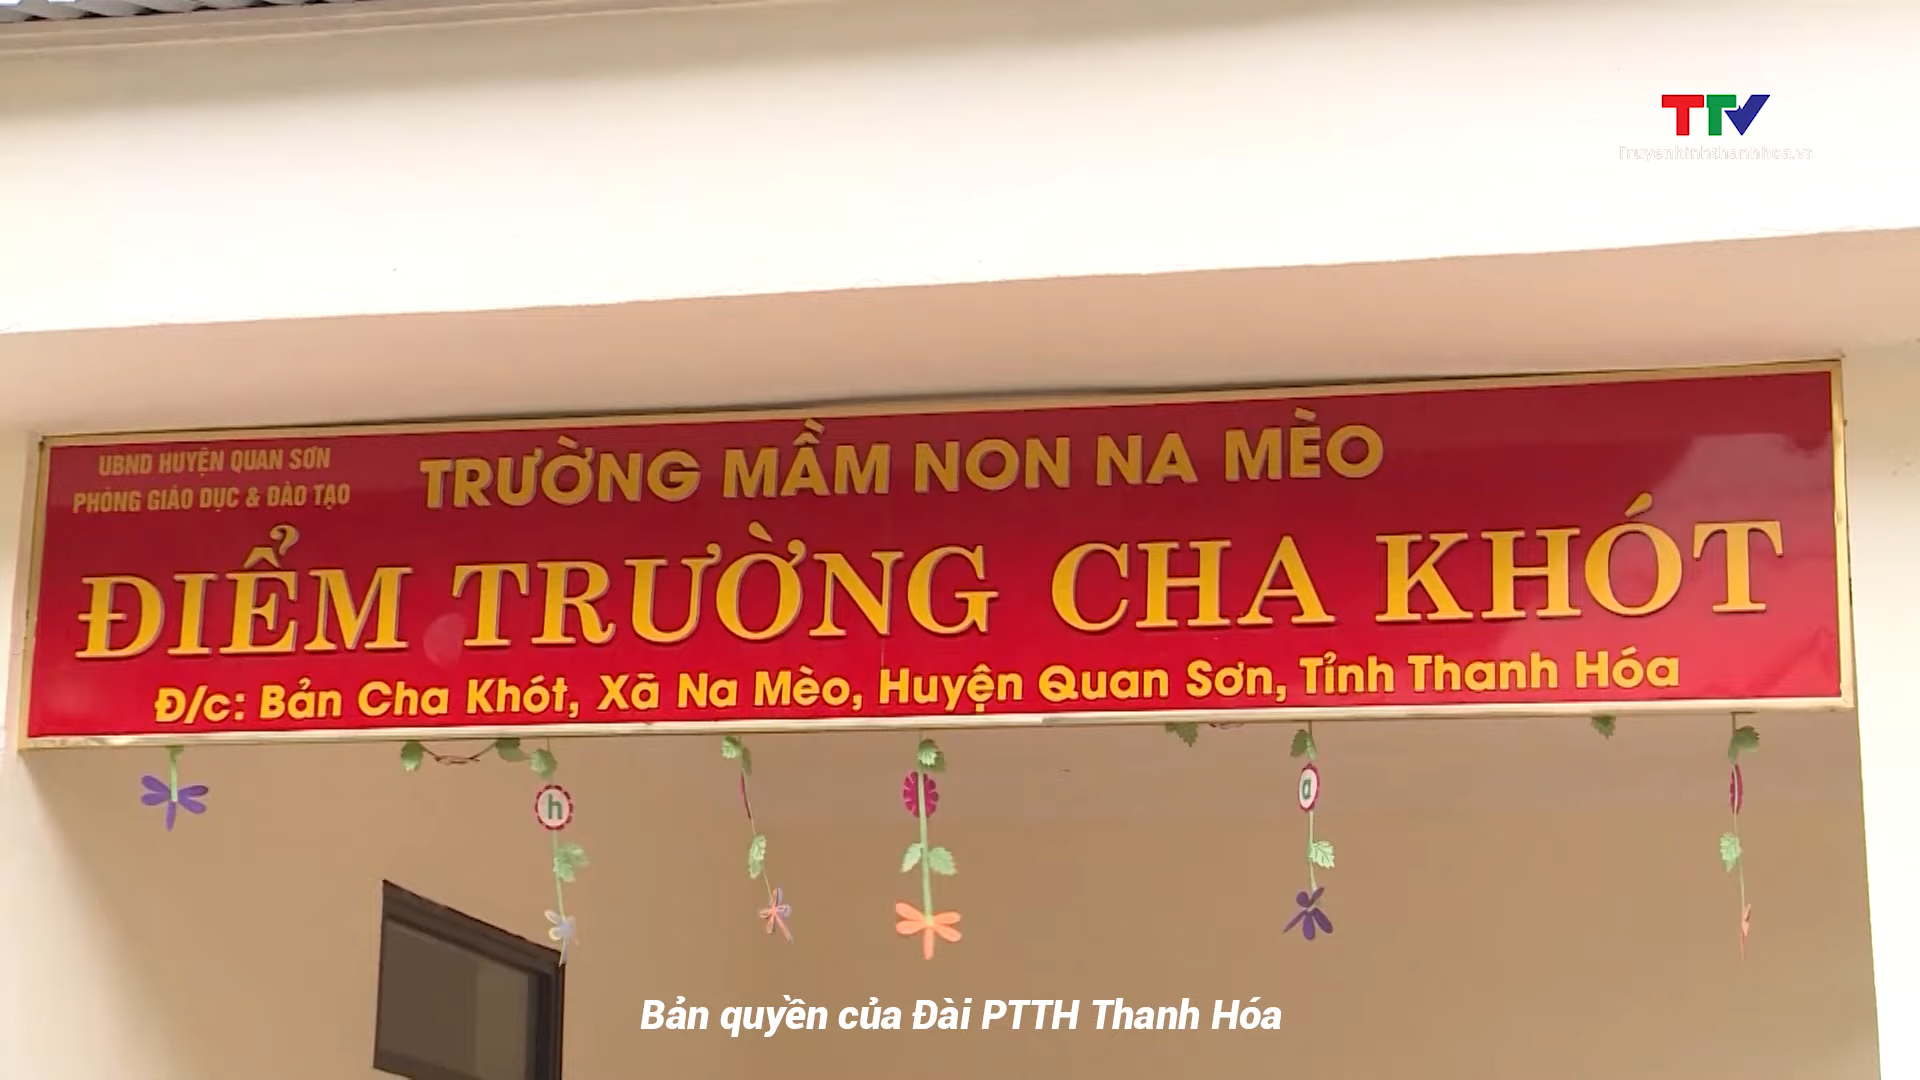 TTV
Truyenhinhthanhhoa.vn
UBND HUYỆN QUAN SƠN
PHÒNG GIÁO DỤC & ĐÀO TẠO
TRƯỜNG MẦM NON NA MÈO
ĐIỂM TRƯỜNG CHA KHÓT
Đ/c: Bản Cha Khót, Xã Na Mèo, Huyện Quan Sơn, Tỉnh Thanh Hóa
h
a
Bản quyền của Đài PTTH Thanh Hóa